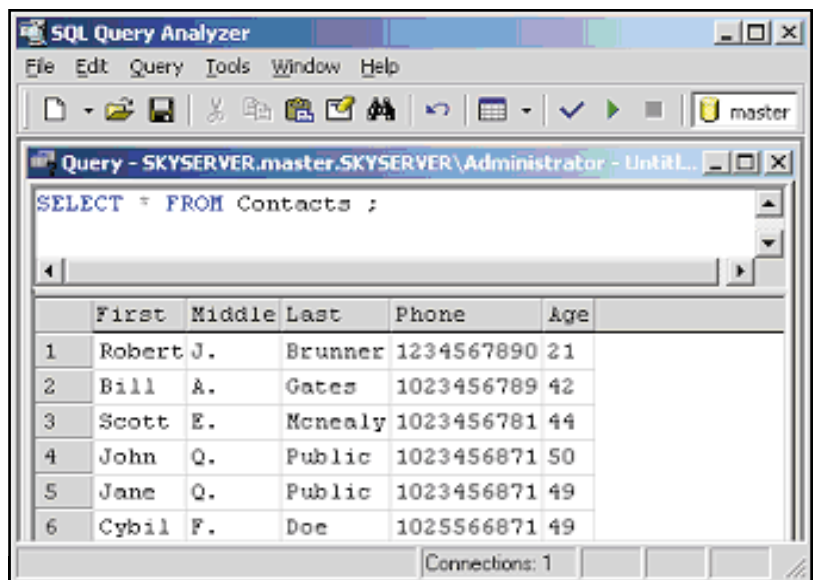 SQL Query Analyzer
File Edit Query Tools Window Help
master
Query - SKYSERVER.master.SKYSERVER\Administrator - Untitl...
SELECT * FROM Contacts ;
First Middle Last Phone Age
1 Robert J. Brunner 1234567890 21
2 Bill A. Gates 1023456789 42
3 Scott E. Mcnealy 1023456781 44
4 John Q. Public 1023456871 50
5 Jane Q. Public 1023456871 49
6 Cybil F. Doe 1025566871 49
Connections: 1